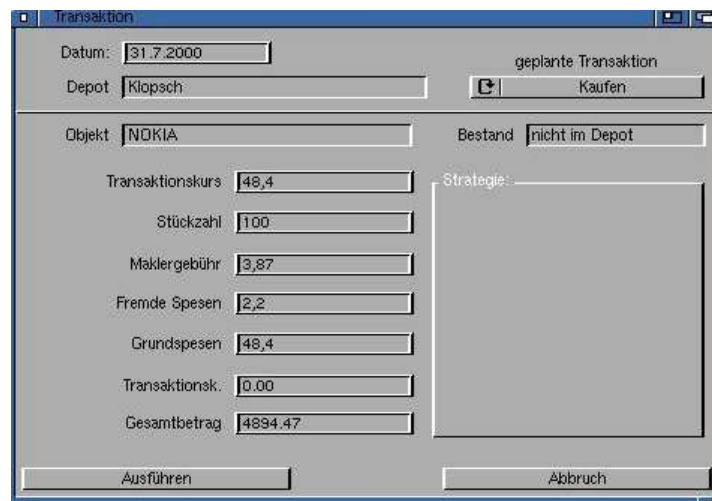 Transaktion
Datum: 31.7.2000
geplante Transaktion
Depot Klopsch Kaufen
Objekt NOKIA Bestand nicht im Depot
Transaktionskurs 48,4
Strategie:
Stückzahl 100
Maklergebühr 3,87
Fremde Spesen 2,2
Grundspesen 48,4
Transaktionsk. 0.00
Gesamtbetrag 4894.47
Ausführen Abbruch